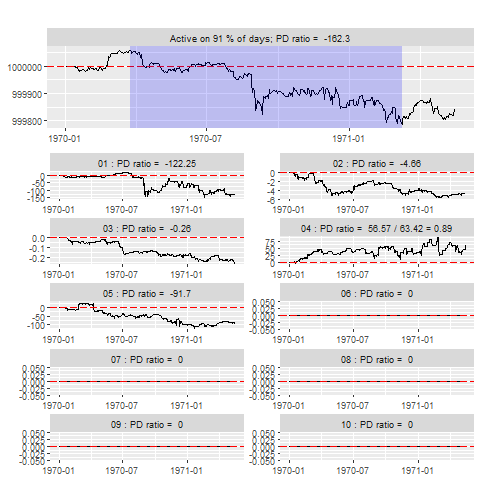 Active on 91 % of days; PD ratio =  -162.3
1000000
999900
999800
1970-01 1970-07 1971-01
01 : PD ratio =  -122.25
0
-50
-100
-150
1970-01 1970-07 1971-01
02 : PD ratio =  -4.66
0
-2
-4
-6
1970-01 1970-07 1971-01
03 : PD ratio =  -0.26
0.0
-0.1
-0.2
1970-01 1970-07 1971-01
04 : PD ratio =  56.57 / 63.42 = 0.89
75
50
25
0
1970-01 1970-07 1971-01
05 : PD ratio =  -91.7
0
-50
-100
1970-01 1970-07 1971-01
06 : PD ratio =  0
0.050
0.025
0.000
-0.025
-0.050
1970-01 1970-07 1971-01
07 : PD ratio =  0
0.050
0.025
0.000
-0.025
-0.050
1970-01 1970-07 1971-01
08 : PD ratio =  0
0.050
0.025
0.000
-0.025
-0.050
1970-01 1970-07 1971-01
09 : PD ratio =  0
0.050
0.025
0.000
-0.025
-0.050
1970-01 1970-07 1971-01
10 : PD ratio =  0
0.050
0.025
0.000
-0.025
-0.050
1970-01 1970-07 1971-01